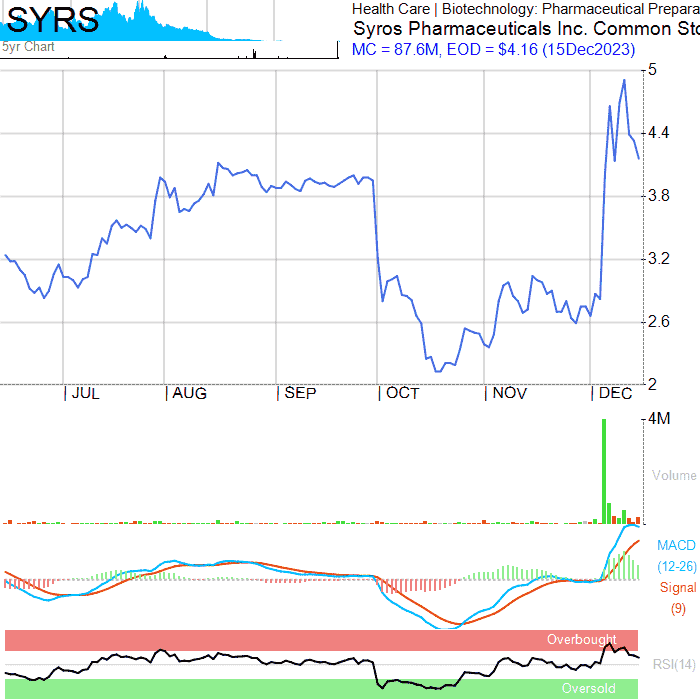 SYRS
5yr Chart
Health Care | Biotechnology: Pharmaceutical Prepara
Syros Pharmaceuticals Inc. Common Sto
MC = 87.6M, EOD = $4.16 (15Dec2023)
5
4.4
3.8
3.2
2.6
2
JUL AUG SEP OCT NOV DEC
4M
Volume
MACD
(12-26)
Signal
(9)
Overbought
RSI(14)
Oversold